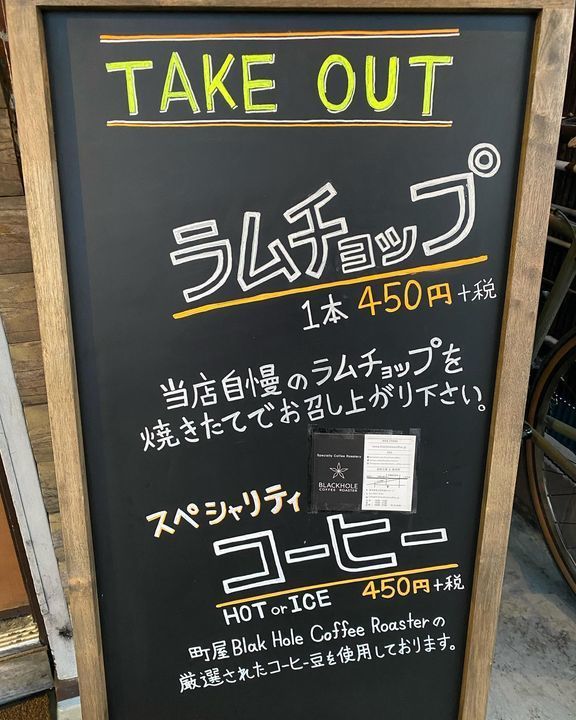 TAKE OUT
ラムチョップ
1本 450円+税
当店自慢のラムチョップを
焼きたてでお召し上がり下さい。
Specialty Coffee Roasters
BLACKHOLE
COFFEE ROASTER
スペシャリティ
コーヒー
HOT or ICE 450円+税
町屋Blak Hole Coffee Roasterの
厳選されたコーヒー豆を使用しております。